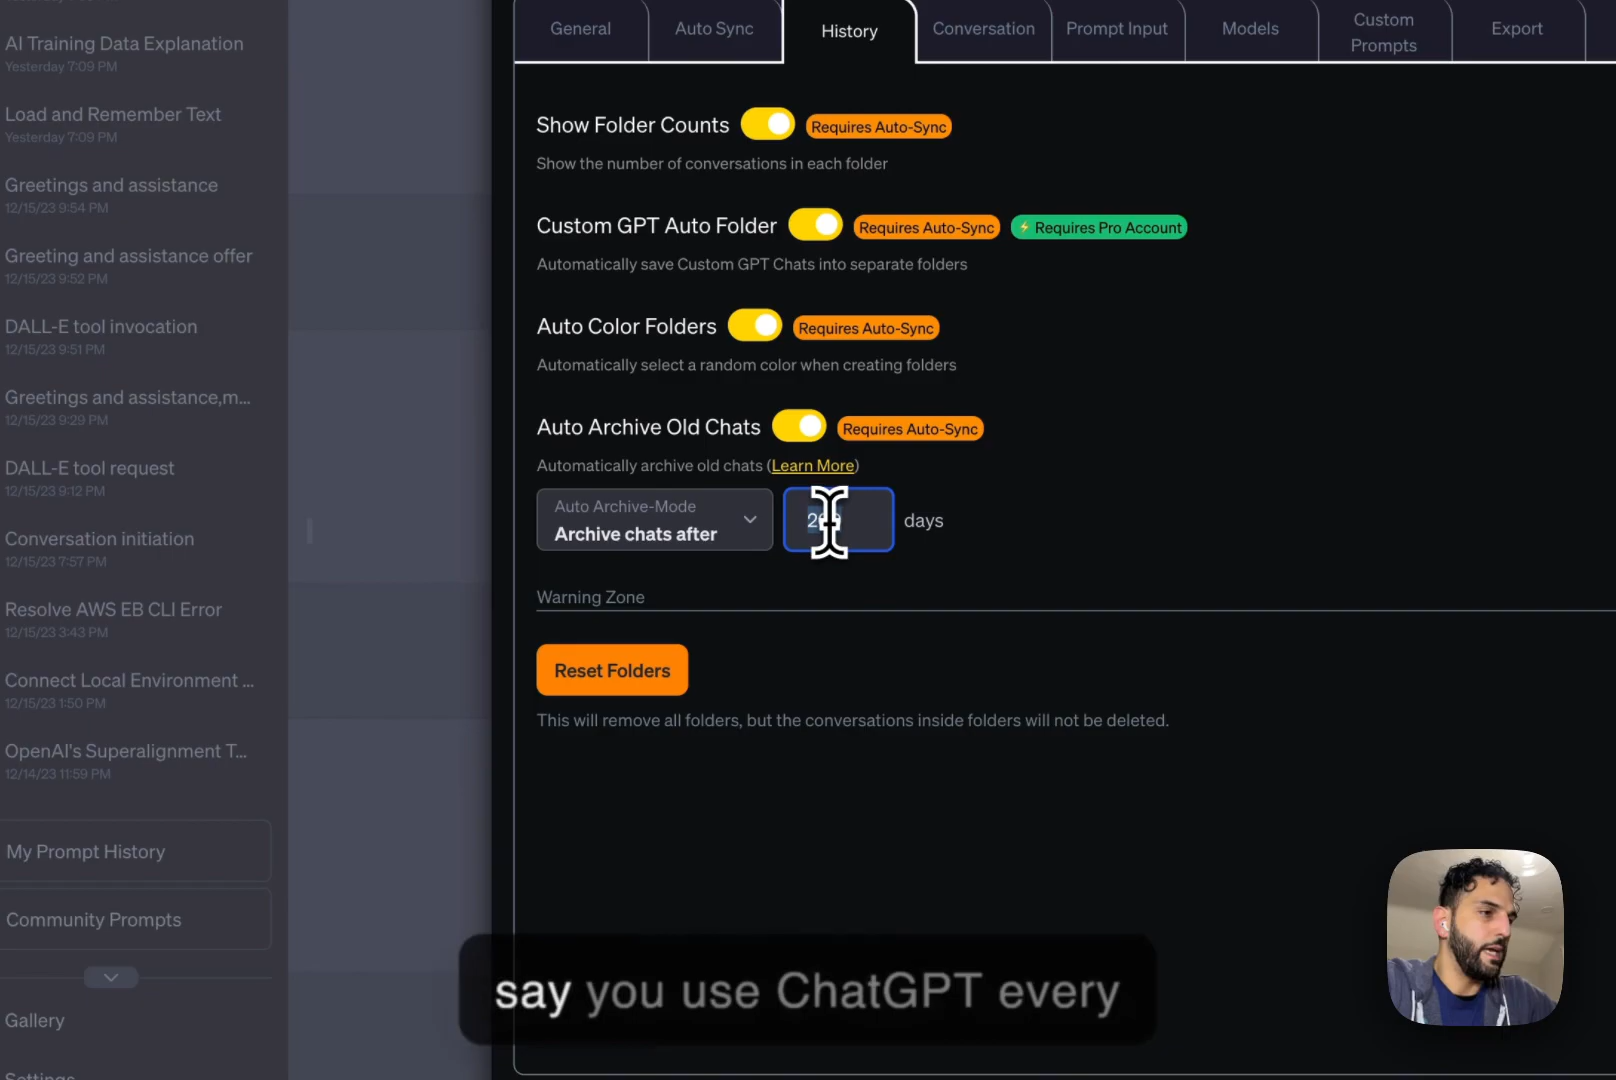 AI Training Data Explanation
Yesterday 7:09 PM
Load and Remember Text
Yesterday 7:09 PM
Greetings and assistance
12/15/23 9:54 PM
Greeting and assistance offer
12/15/23 9:52 PM
DALL-E tool invocation
12/15/23 9:51 PM
Greetings and assistance,m...
12/15/23 9:29 PM
DALL-E tool request
12/15/23 9:12 PM
Conversation initiation
12/15/23 7:57 PM
Resolve AWS EB CLI Error
12/15/23 3:43 PM
Connect Local Environment ...
12/15/23 1:50 PM
OpenAI's Superalignment T...
12/14/23 11:59 PM
My Prompt History
Community Prompts
Gallery
Settings
General
Auto Sync
History
Conversation
Prompt Input
Models
Custom
Prompts
Export
Show Folder Counts
Requires Auto-Sync
Show the number of conversations in each folder
Custom GPT Auto Folder
Requires Auto-Sync
⚡ Requires Pro Account
Automatically save Custom GPT Chats into separate folders
Auto Color Folders
Requires Auto-Sync
Automatically select a random color when creating folders
Auto Archive Old Chats
Requires Auto-Sync
Automatically archive old chats (Learn More)
Auto Archive-Mode
Archive chats after
days
Warning Zone
Reset Folders
This will remove all folders, but the conversations inside folders will not be deleted.
say you use ChatGPT every